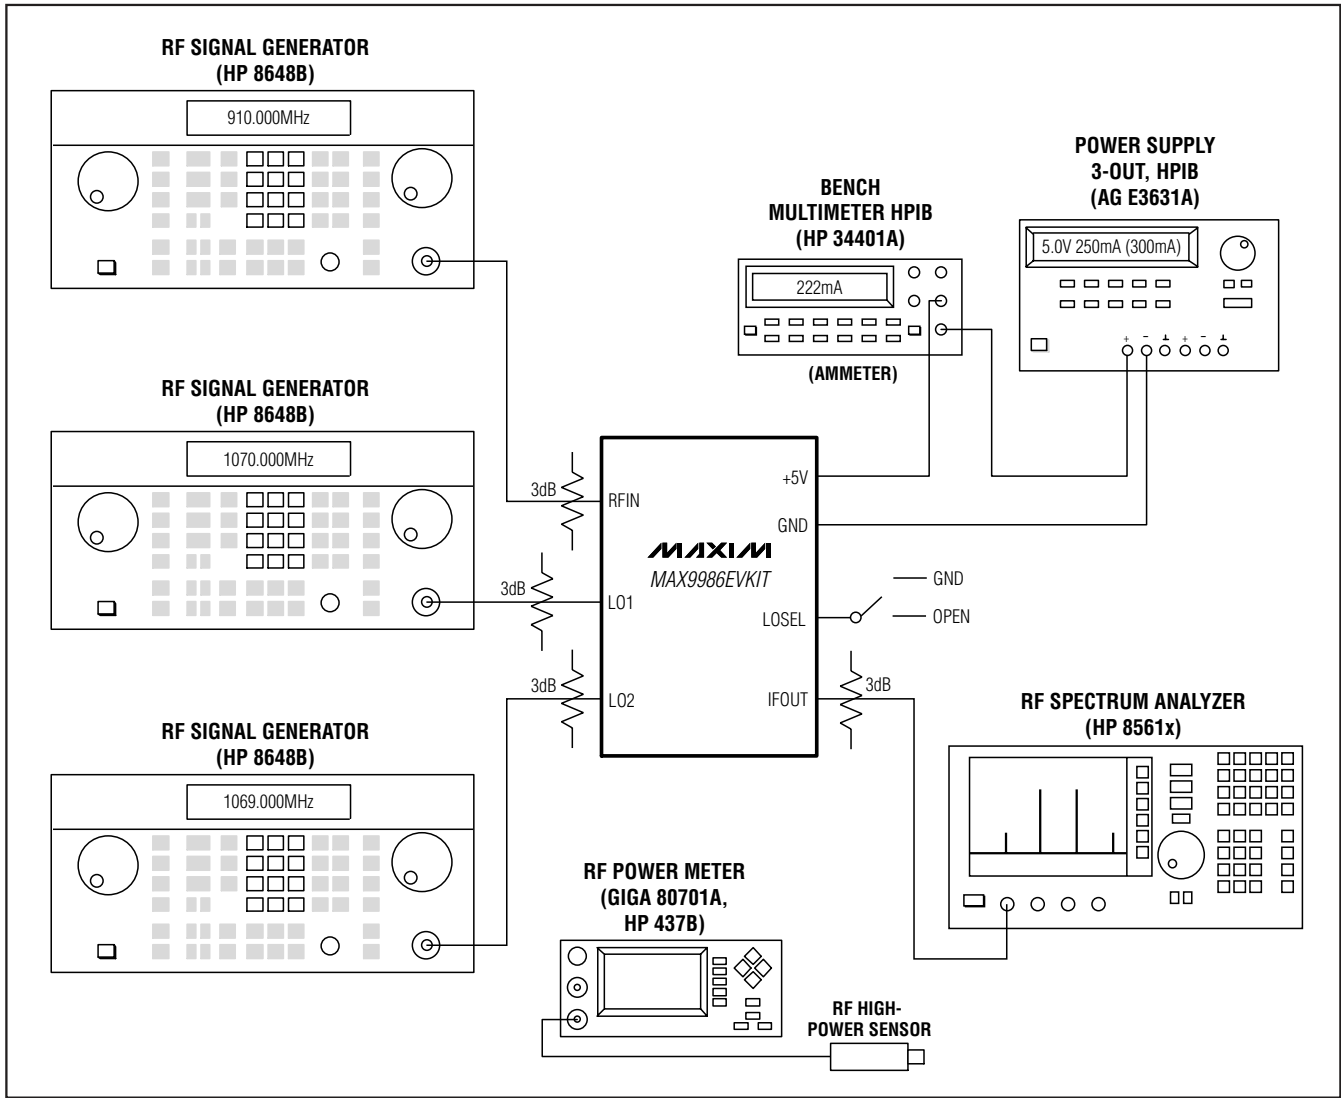 RF SIGNAL GENERATOR
(HP 8648B)
910.000MHz
POWER SUPPLY
3-OUT, HPIB
(AG E3631A)
5.0V 250mA (300mA)
+ - ⊥ + - ⊥
BENCH
MULTIMETER HPIB
(HP 34401A)
222mA
(AMMETER)
RF SIGNAL GENERATOR
(HP 8648B)
1070.000MHz
3dB
RFIN
+5V
GND
MAXIM
MAX9986EVKIT
3dB
LO1
LOSEL
GND
OPEN
3dB
LO2
IFOUT
3dB
RF SIGNAL GENERATOR
(HP 8648B)
1069.000MHz
RF SPECTRUM ANALYZER
(HP 8561x)
RF POWER METER
(GIGA 80701A,
HP 437B)
RF HIGH-
POWER SENSOR